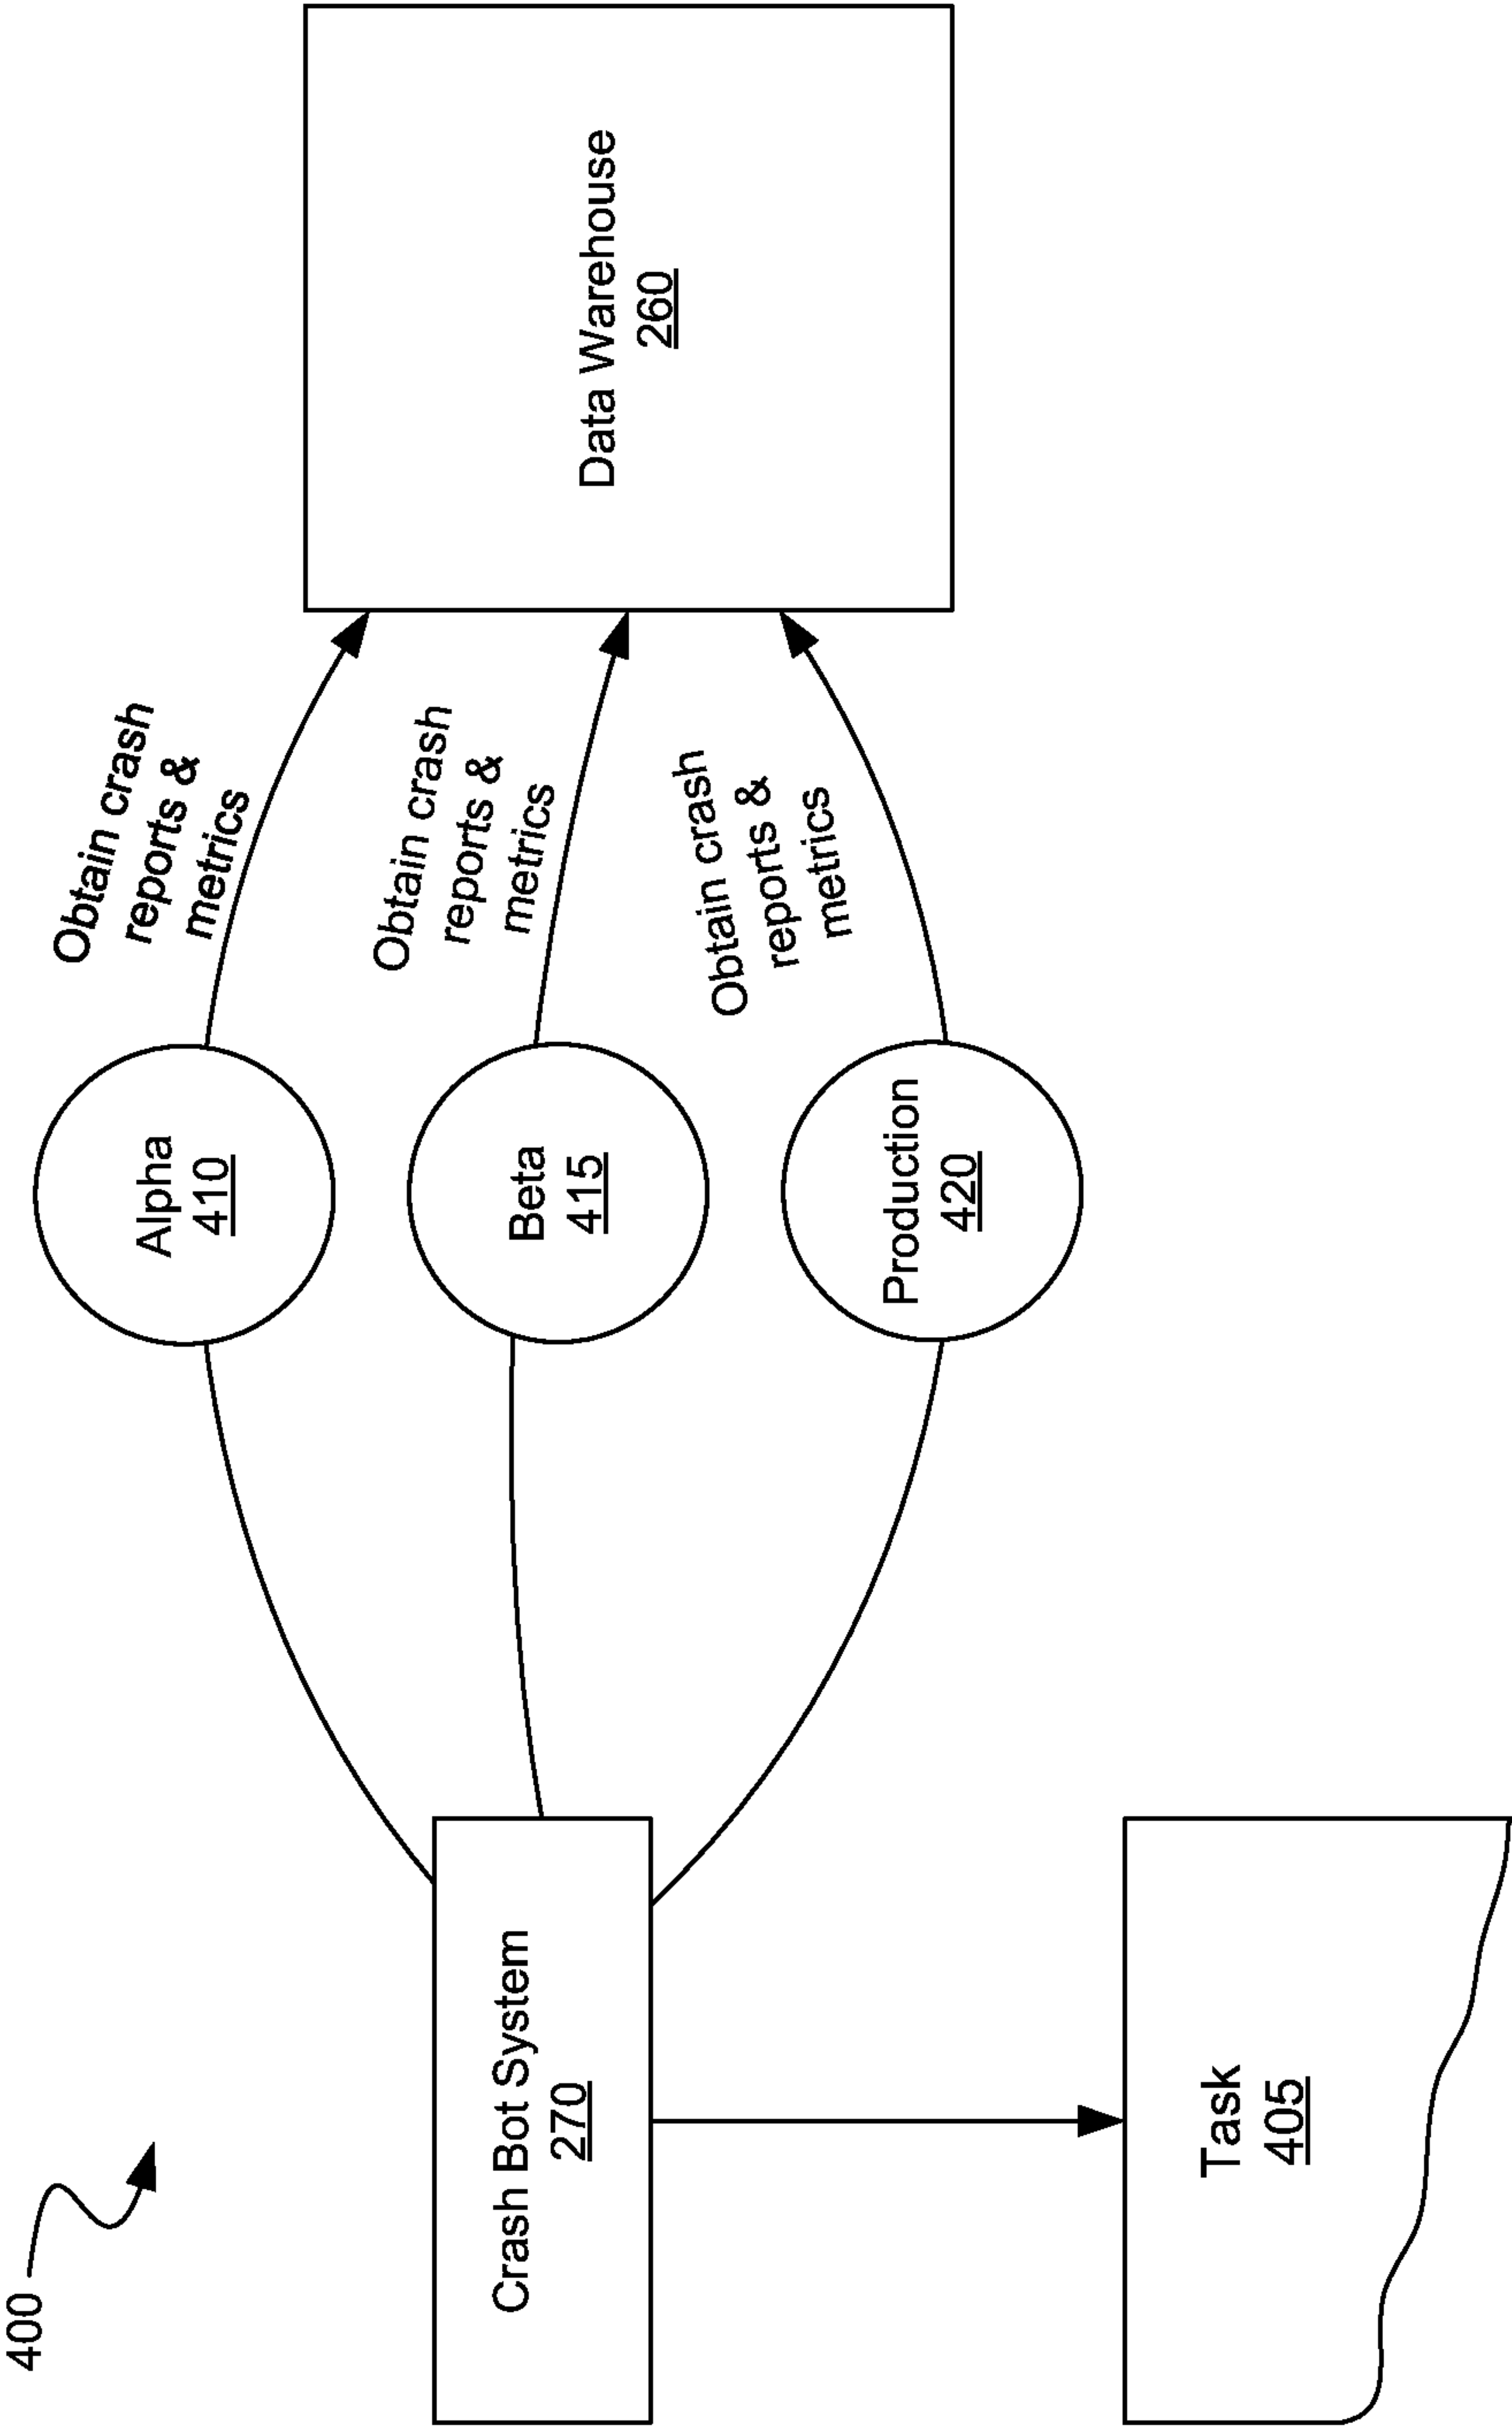 400
Crash Bot System
270
Task
405
Alpha
410
Beta
415
Production
420
Obtain crash
reports &
metrics
Obtain crash
reports &
metrics
Obtain crash
reports &
metrics
Data Warehouse
260